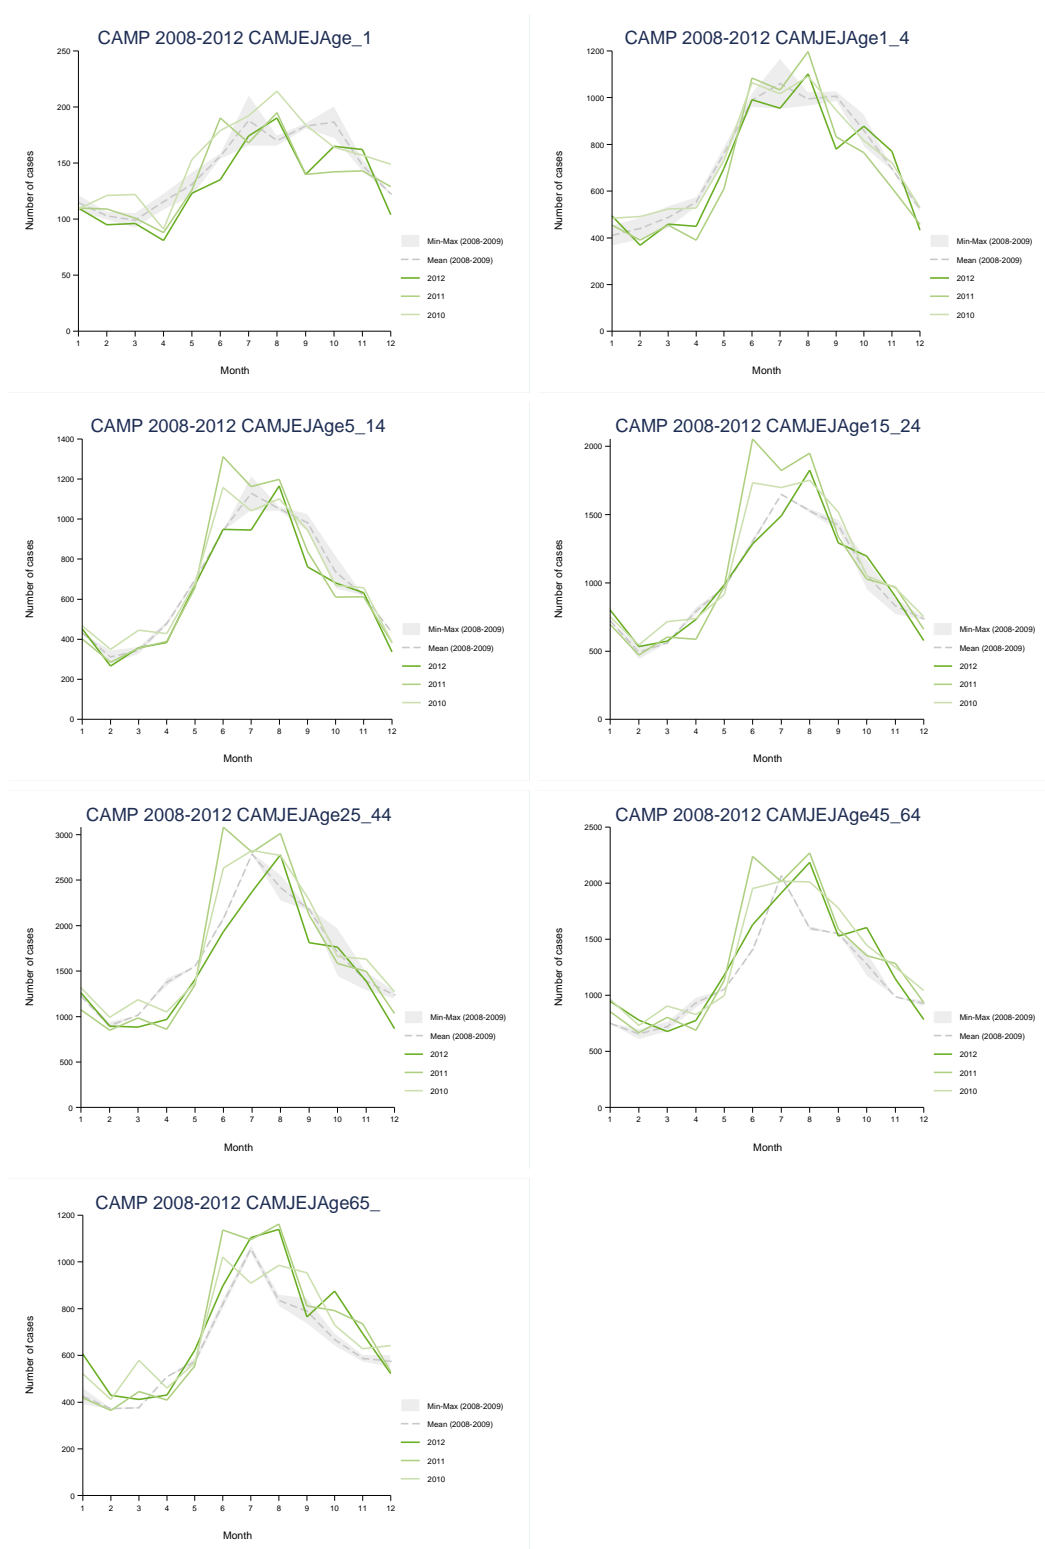 CAMP 2008-2012 CAMJEJAge_1
250
200
150
100
50
0
Number of cases
1 2 3 4 5 6 7 8 9 10 11 12
Month
Min-Max (2008-2009)
Mean (2008-2009)
2012
2011
2010
CAMP 2008-2012 CAMJEJAge1_4
1200
1000
800
600
400
200
0
Number of cases
1 2 3 4 5 6 7 8 9 10 11 12
Month
Min-Max (2008-2009)
Mean (2008-2009)
2012
2011
2010
CAMP 2008-2012 CAMJEJAge5_14
1400
1200
1000
800
600
400
200
0
Number of cases
1 2 3 4 5 6 7 8 9 10 11 12
Month
Min-Max (2008-2009)
Mean (2008-2009)
2012
2011
2010
CAMP 2008-2012 CAMJEJAge15_24
2000
1500
1000
500
0
Number of cases
1 2 3 4 5 6 7 8 9 10 11 12
Month
Min-Max (2008-2009)
Mean (2008-2009)
2012
2011
2010
CAMP 2008-2012 CAMJEJAge25_44
3000
2500
2000
1500
1000
500
0
Number of cases
1 2 3 4 5 6 7 8 9 10 11 12
Month
Min-Max (2008-2009)
Mean (2008-2009)
2012
2011
2010
CAMP 2008-2012 CAMJEJAge45_64
2500
2000
1500
1000
500
0
Number of cases
1 2 3 4 5 6 7 8 9 10 11 12
Month
Min-Max (2008-2009)
Mean (2008-2009)
2012
2011
2010
CAMP 2008-2012 CAMJEJAge65_
1200
1000
800
600
400
200
0
Number of cases
1 2 3 4 5 6 7 8 9 10 11 12
Month
Min-Max (2008-2009)
Mean (2008-2009)
2012
2011
2010